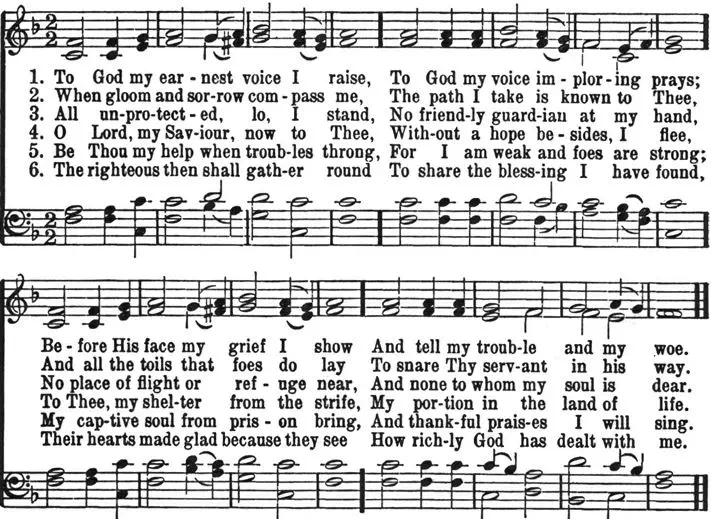 1. To God my ear - nest voice I raise, To God my voice im - plor - ing prays;
2. When gloom and sor-row com - pass me, The path I take is known to Thee,
3. All un-pro-tect - ed, lo, I stand, No friend-ly guard-ian at my hand,
4. O Lord, my Sav-iour, now to Thee, With-out a hope be - sides, I flee,
5. Be Thou my help when troub-les throng, For I am weak and foes are strong;
6. The righteous then shall gath-er round To share the bless-ing I have found,
Be - fore His face my grief I show And tell my troub-le and my woe.
And all the toils that foes do lay To snare Thy serv-ant in his way.
No place of flight or ref - uge near, And none to whom my soul is dear.
To Thee, my shel-ter from the strife, My por-tion in the land of life.
My cap-tive soul from pris - on bring, And thank-ful prais-es I will sing.
Their hearts made glad because they see How rich-ly God has dealt with me.